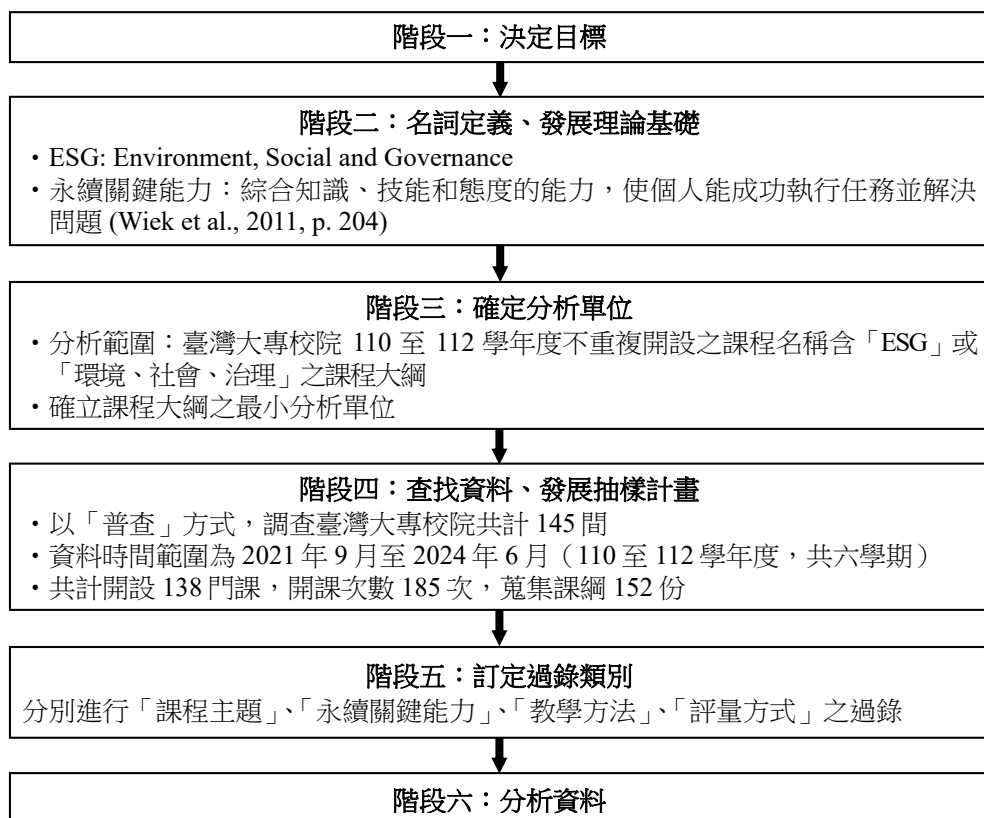 階段一：決定目標
階段二：名詞定義、發展理論基礎
・ESG: Environment, Social and Governance
・永續關鍵能力：綜合知識、技能和態度的能力，使個人能成功執行任務並解決
問題 (Wiek et al., 2011, p. 204)
階段三：確定分析單位
・分析範圍：臺灣大專校院 110 至 112 學年度不重複開設之課程名稱含「ESG」或
「環境、社會、治理」之課程大綱
・確立課程大綱之最小分析單位
階段四：查找資料、發展抽樣計畫
・以「普查」方式，調查臺灣大專校院共計 145 間
・資料時間範圍為 2021 年 9 月至 2024 年 6 月（110 至 112 學年度，共六學期）
・共計開設 138 門課，開課次數 185 次，蒐集課綱 152 份
階段五：訂定過錄類別
分別進行「課程主題」、「永續關鍵能力」、「教學方法」、「評量方式」之過錄
階段六：分析資料